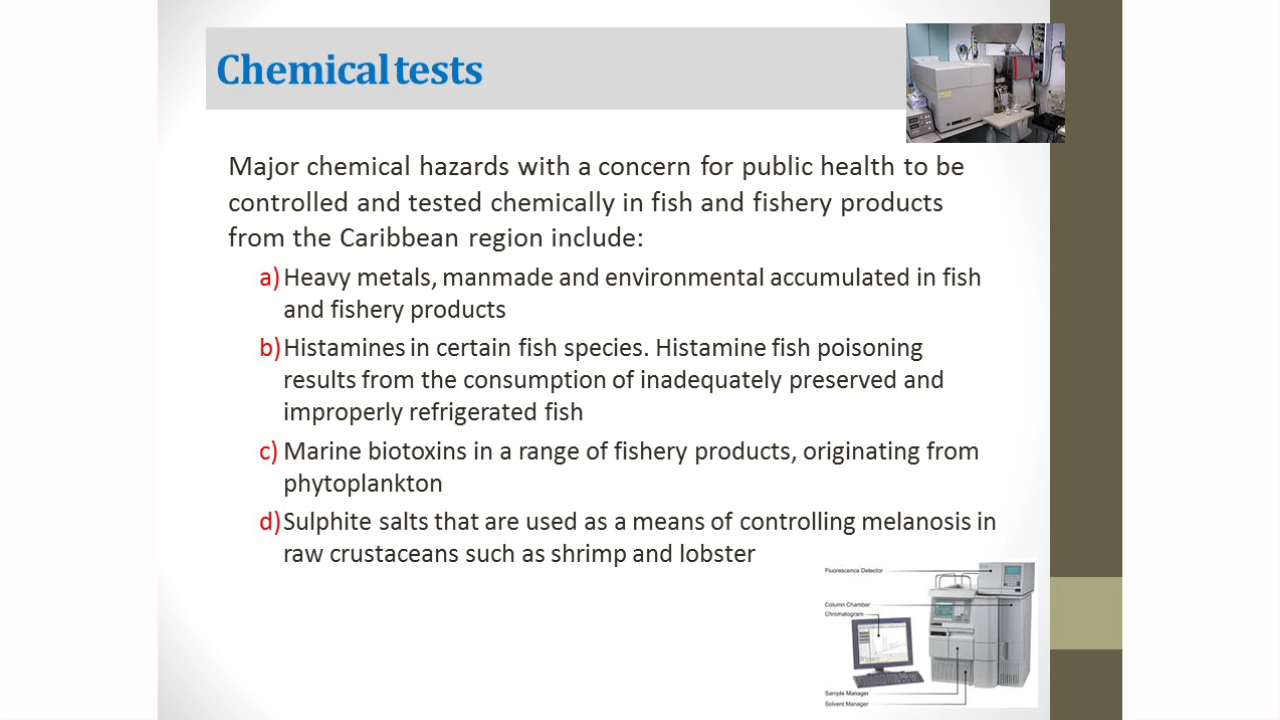 Chemical tests
Major chemical hazards with a concern for public health to be
controlled and tested chemically in fish and fishery products
from the Caribbean region include:
a) Heavy metals, manmade and environmental accumulated in fish
and fishery products
b) Histamines in certain fish species. Histamine fish poisoning
results from the consumption of inadequately preserved and
improperly refrigerated fish
c) Marine biotoxins in a range of fishery products, originating from
phytoplankton
d) Sulphite salts that are used as a means of controlling melanosis in
raw crustaceans such as shrimp and lobster
Fluorescence Detector
Column Chamber
Chromatogram
Sample Manager
Solvent Manager